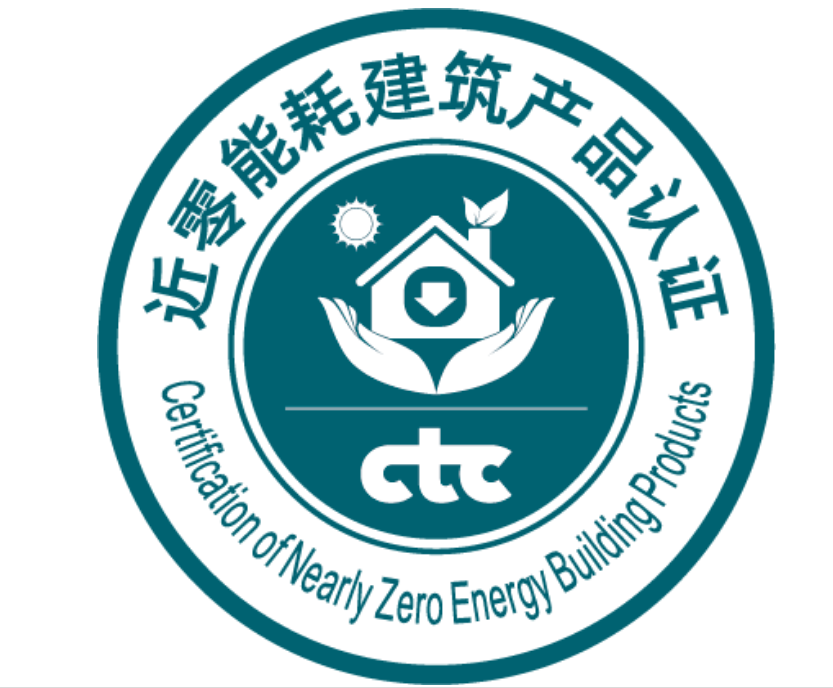 近零能耗建筑产品认证
ctc
Certification of Nearly Zero Energy Building Products